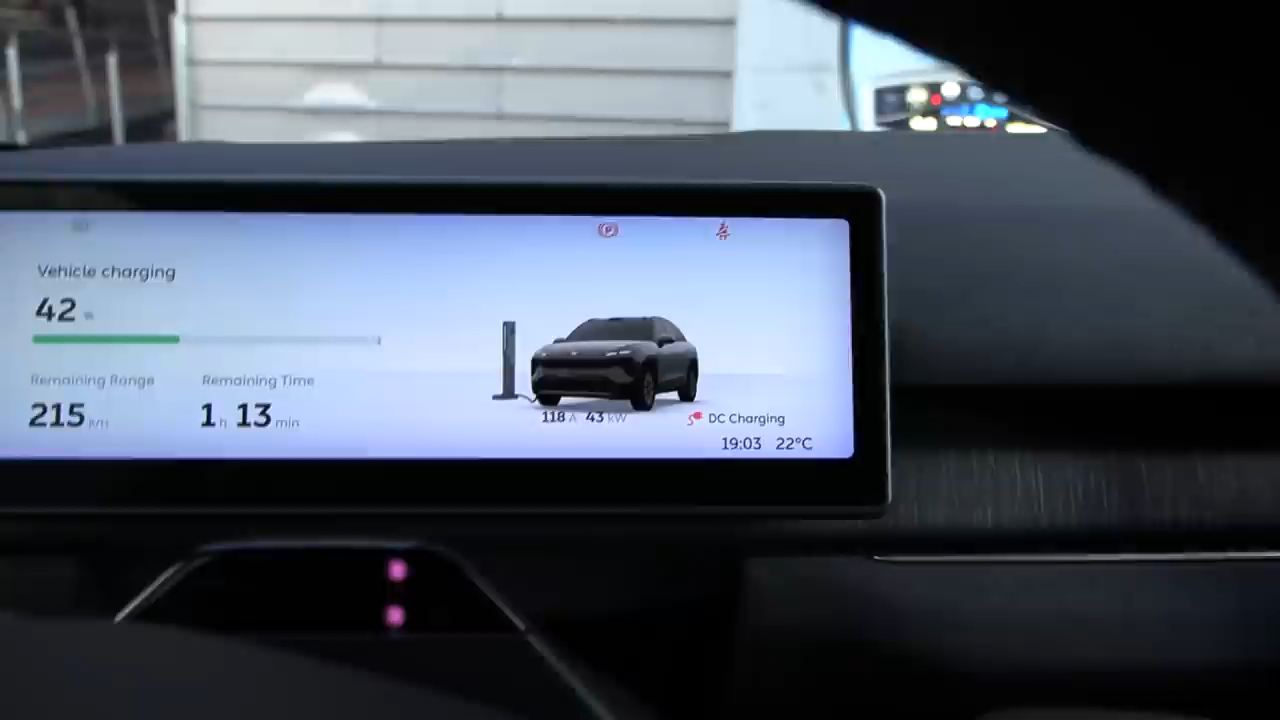 Vehicle charging
42 %
Remaining Range Remaining Time
215 km 1 h 13 min
118 A 43 kW DC Charging
19:03 22°C